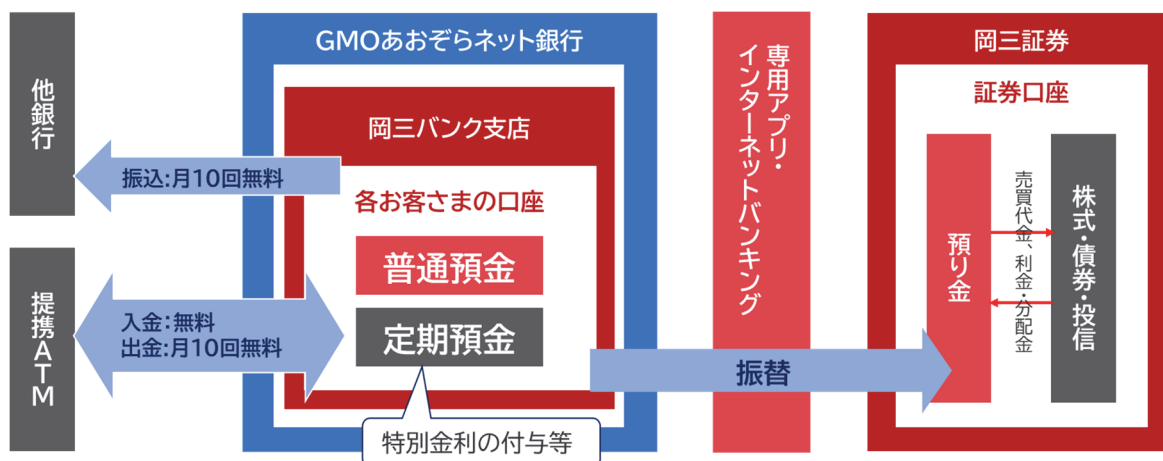 他銀行
提携ATM
振込:月10回無料
入金:無料
出金:月10回無料
GMOあおぞらネット銀行
岡三バンク支店
各お客さまの口座
普通預金
定期預金
特別金利の付与等
専用アプリ・
インターネットバンキング
振替
岡三証券
証券口座
預り金
売買代金、利金・分配金
株式・債券・投信